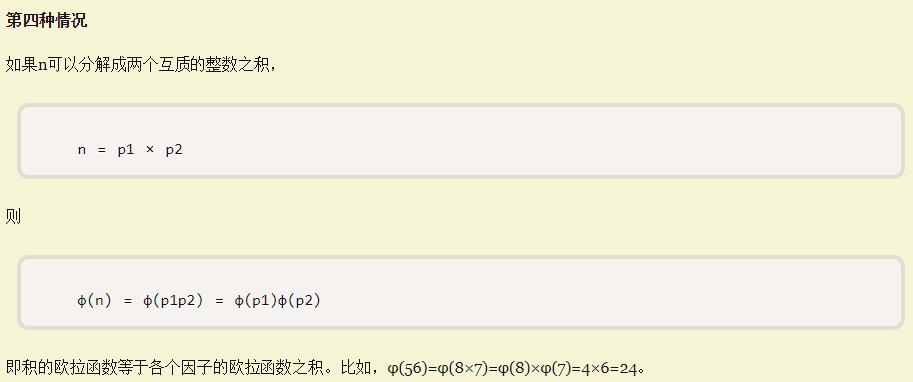 第四种情况
如果n可以分解成两个互质的整数之积，
n = p1 × p2
则
φ(n) = φ(p1p2) = φ(p1)φ(p2)
即积的欧拉函数等于各个因子的欧拉函数之积。比如，φ(56)=φ(8×7)=φ(8)×φ(7)=4×6=24。